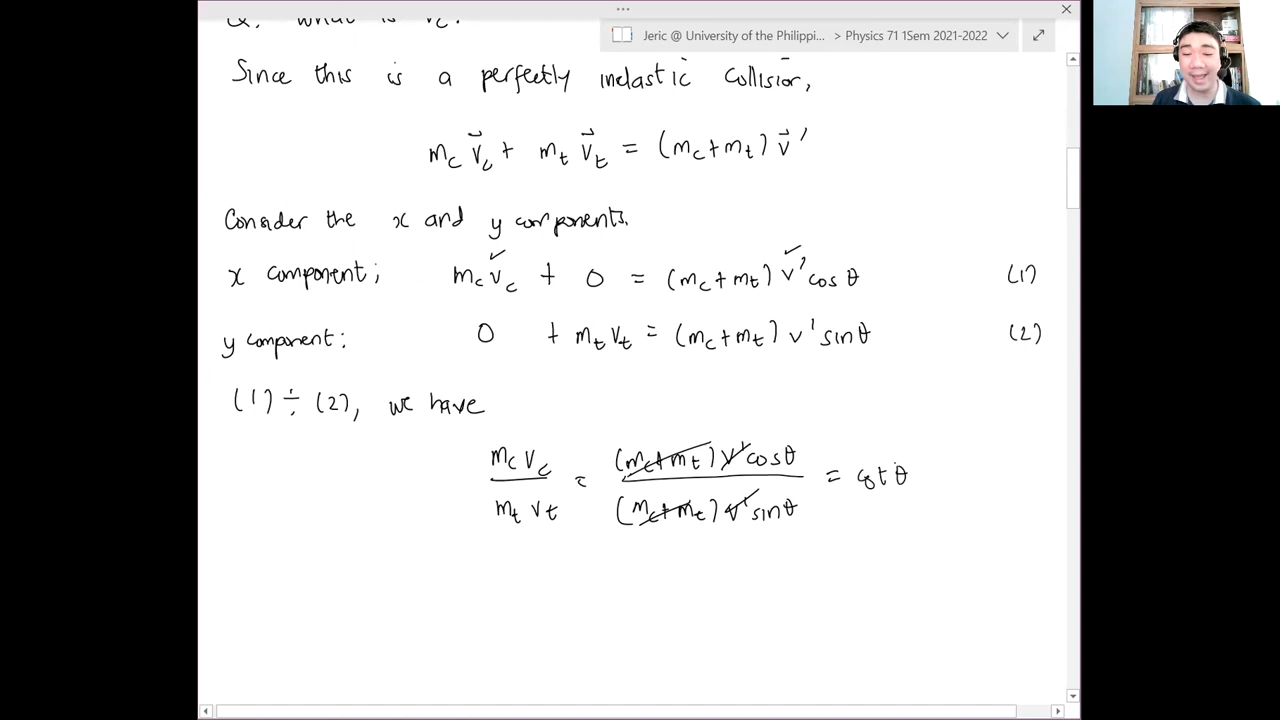 Jeric @ University of the Philippi... > Physics 71 1Sem 2021-2022
Q: what is v_c?
Since this is a perfectly inelastic collision,
m_c v⃗_c + m_t v⃗_t = (m_c+m_t) v⃗'
Consider the x and y components.
x component; m_c v_c + 0 = (m_c+m_t) v' cos θ (1)
y component: 0 + m_t v_t = (m_c+m_t) v' sin θ (2)
(1) ÷ (2), we have
m_c v_c / m_t v_t = (m_c+m_t) v' cos θ / (m_c+m_t) v' sin θ = cot θ